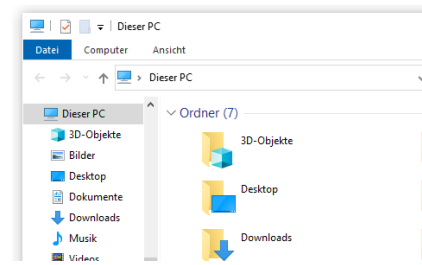 Dieser PC
Datei Computer Ansicht
Dieser PC
Dieser PC
3D-Objekte
Bilder
Desktop
Dokumente
Downloads
Musik
Videos
Ordner (7)
3D-Objekte
Desktop
Downloads